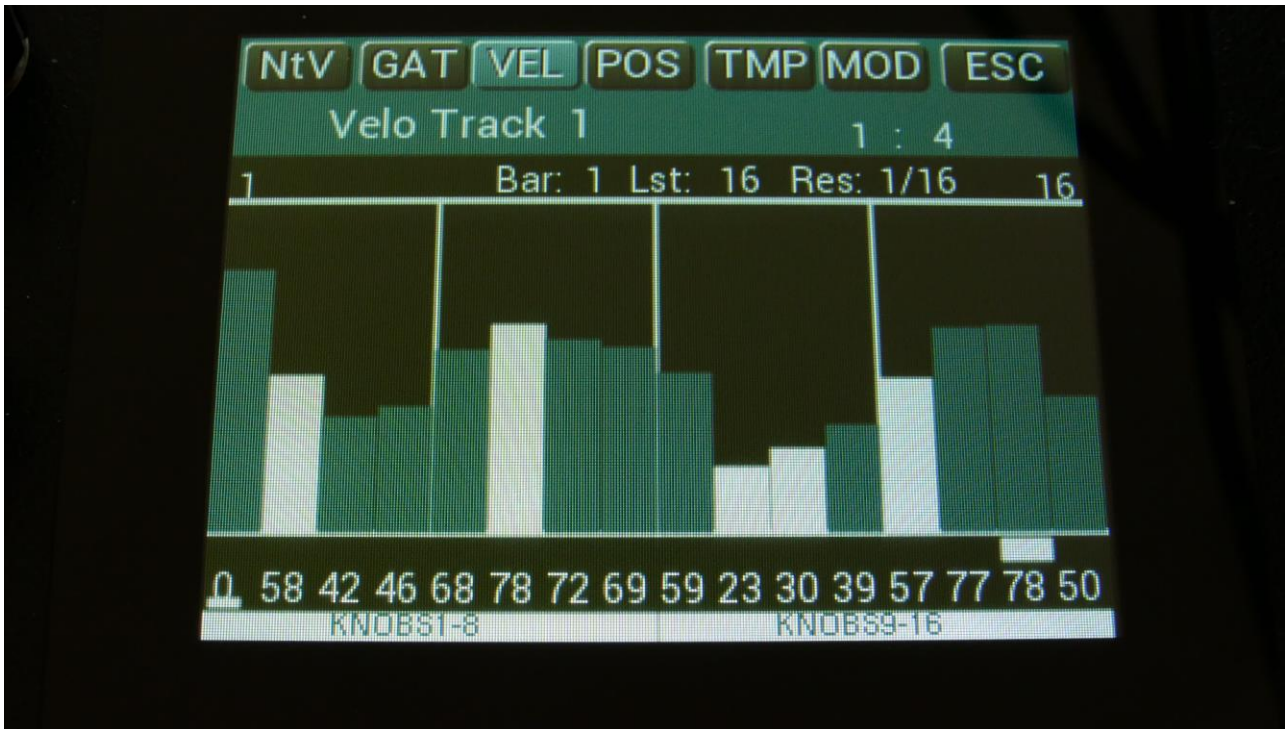 NtV GAT VEL POS TMP MOD ESC
Velo Track 1 1 : 4
1 Bar: 1 Lst: 16 Res: 1/16 16
0 58 42 46 68 78 72 69 59 23 30 39 57 77 78 50
KNOBS1-8 KNOBS9-16